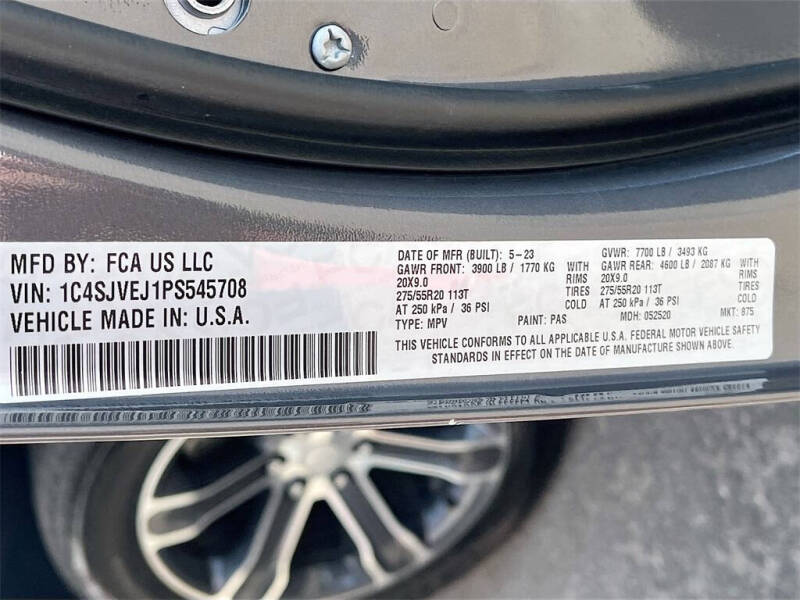 MFD BY: FCA US LLC
VIN: 1C4SJVEJ1PS545708
VEHICLE MADE IN: U.S.A.
DATE OF MFR (BUILT): 5-23 GVWR: 7700 LB / 3493 KG
GAWR FRONT: 3900 LB / 1770 KG WITH GAWR REAR: 4600 LB / 2087 KG WITH
20X9.0 RIMS 20X9.0 RIMS
275/55R20 113T TIRES 275/55R20 113T TIRES
AT 250 kPa / 36 PSI COLD AT 250 kPa / 36 PSI COLD
TYPE: MPV PAINT: PAS MDH: 052520 MKT: 875
THIS VEHICLE CONFORMS TO ALL APPLICABLE U.S.A. FEDERAL MOTOR VEHICLE SAFETY
STANDARDS IN EFFECT ON THE DATE OF MANUFACTURE SHOWN ABOVE.